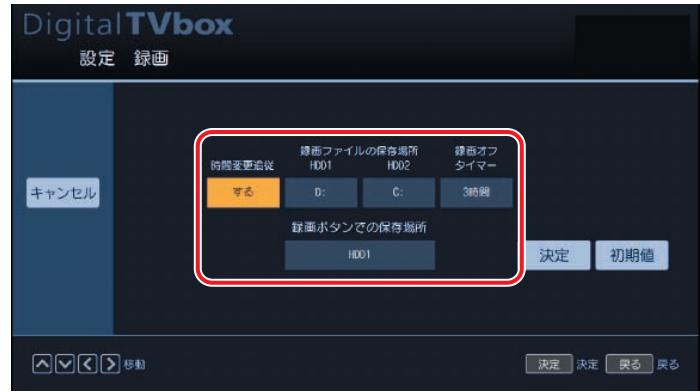 Digital TVbox
設定 録画
録画ファイルの保存場所 録画オフ
時間変更追従 HDD1 HDD2 タイマー
キャンセル する D: C: 3時間
録画ボタンでの保存場所
HDD1 決定 初期値
移動 決定 決定 戻る 戻る